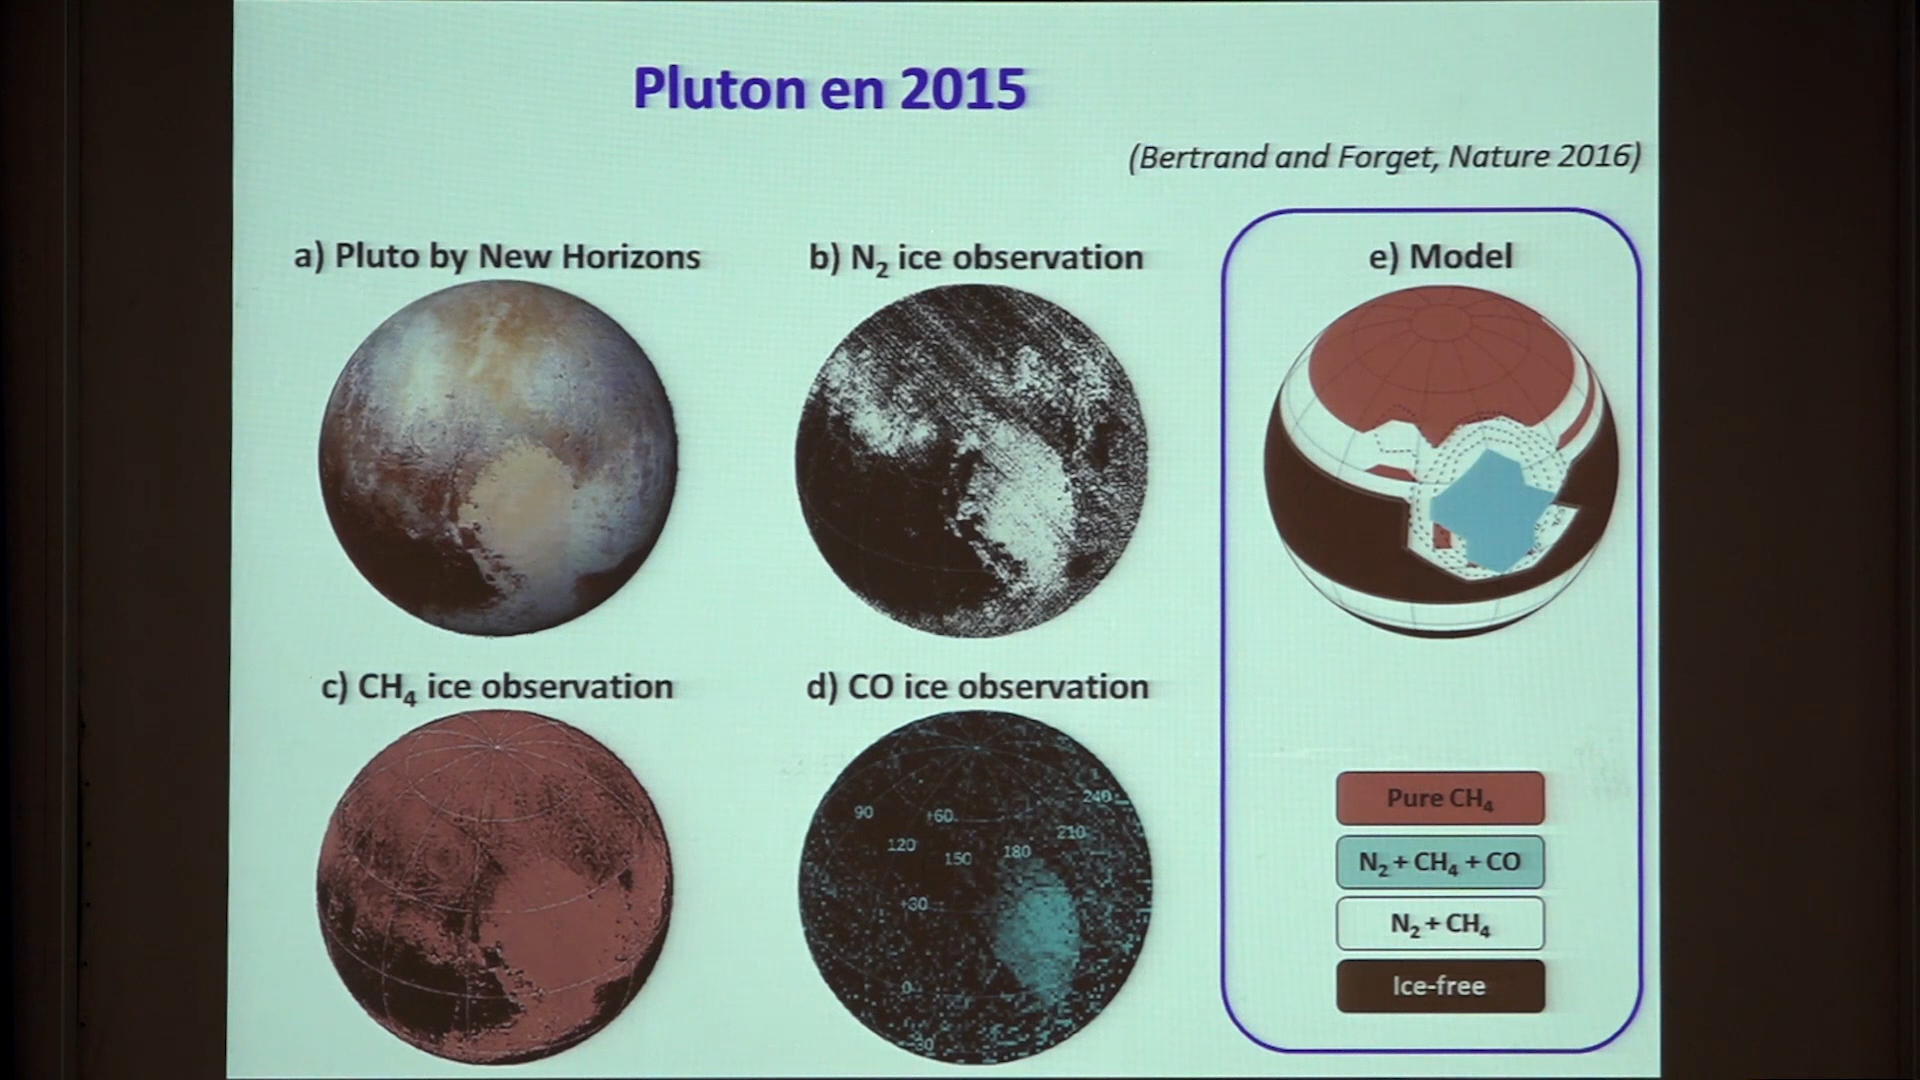 Pluton en 2015
(Bertrand and Forget, Nature 2016)
a) Pluto by New Horizons
b) N₂ ice observation
e) Model
c) CH₄ ice observation
d) CO ice observation
90
+60
240
120
150
180
210
+30
0
-30
Pure CH₄
N₂ + CH₄ + CO
N₂ + CH₄
Ice-free